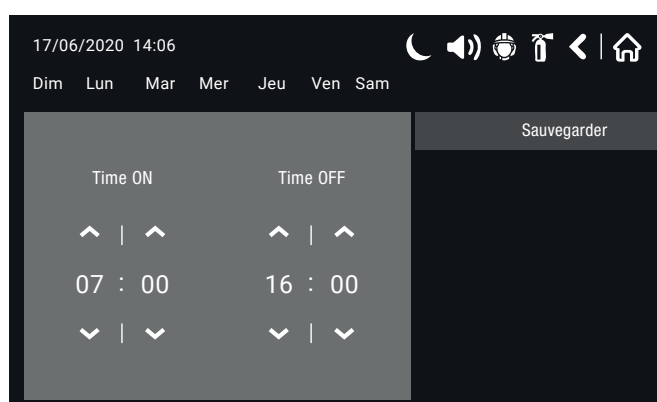 17/06/2020 14:06
Dim Lun Mar Mer Jeu Ven Sam
Sauvegarder
Time ON Time OFF
07 : 00 16 : 00